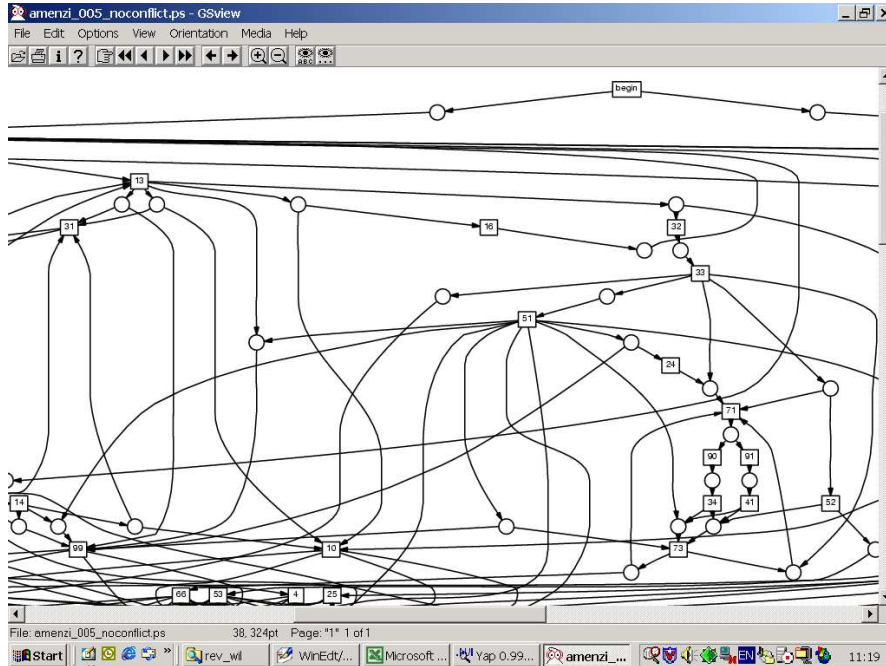 amenzi_005_noconflict.ps - GSview
File Edit Options View Orientation Media Help
i ? ABC
begin
13
31
16
32
33
51
24
71
90 91
14
34 41
52
99
10
73
66 53 4 25
File: amenzi_005_noconflict.ps 38, 324pt Page: "1" 1 of 1
Start » rev_wil WinEdt/... Microsoft ... Yap 0.99... amenzi_... EN 11:19